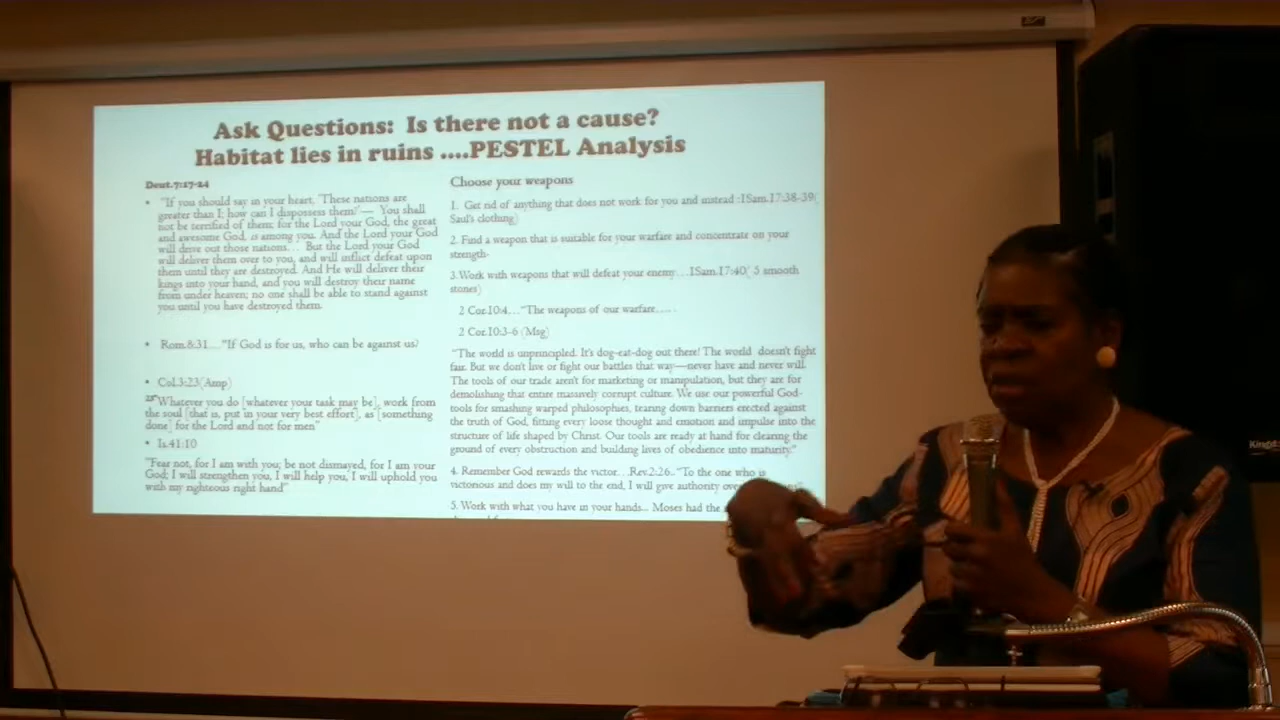 Ask Questions: Is there not a cause?
Habitat lies in ruins ....PESTEL Analysis
Deut.7:17-24
• "If you should say in your heart, 'These nations are
greater than I; how can I dispossess them?'— You shall
not be terrified of them; for the Lord your God, the great
and awesome God, is among you. And the Lord your God
will drive out those nations. . . But the Lord your God
will deliver them over to you, and will inflict defeat upon
them until they are destroyed. And He will deliver their
kings into your hand, and you will destroy their name
from under heaven; no one shall be able to stand against
you until you have destroyed them.
• Rom.8:31...."If God is for us, who can be against us?
• Col.3:23(Amp)
23"Whatever you do [whatever your task may be], work from
the soul [that is, put in your very best effort], as [something
done] for the Lord and not for men"
• Is.41:10
"Fear not, for I am with you; be not dismayed, for I am your
God; I will strengthen you, I will help you, I will uphold you
with my righteous right hand"
Choose your weapons
1. Get rid of anything that does not work for you and instead :1Sam.17:38-39(
Saul's clothing)
2. Find a weapon that is suitable for your warfare and concentrate on your
strength-
3.Work with weapons that will defeat your enemy...1Sam.17:40( 5 smooth
stones)
2 Cor.10:4..."The weapons of our warfare.....
2 Cor.10:3-6 (Msg)
"The world is unprincipled. It's dog-eat-dog out there! The world doesn't fight
fair. But we don't live or fight our battles that way—never have and never will.
The tools of our trade aren't for marketing or manipulation, but they are for
demolishing that entire massively corrupt culture. We use our powerful God-
tools for smashing warped philosophies, tearing down barriers erected against
the truth of God, fitting every loose thought and emotion and impulse into the
structure of life shaped by Christ. Our tools are ready at hand for clearing the
ground of every obstruction and building lives of obedience into maturity."
4. Remember God rewards the victor...Rev.2:26.."To the one who is
victorious and does my will to the end, I will give authority over
5. Work with what you have in your hands... Moses had the